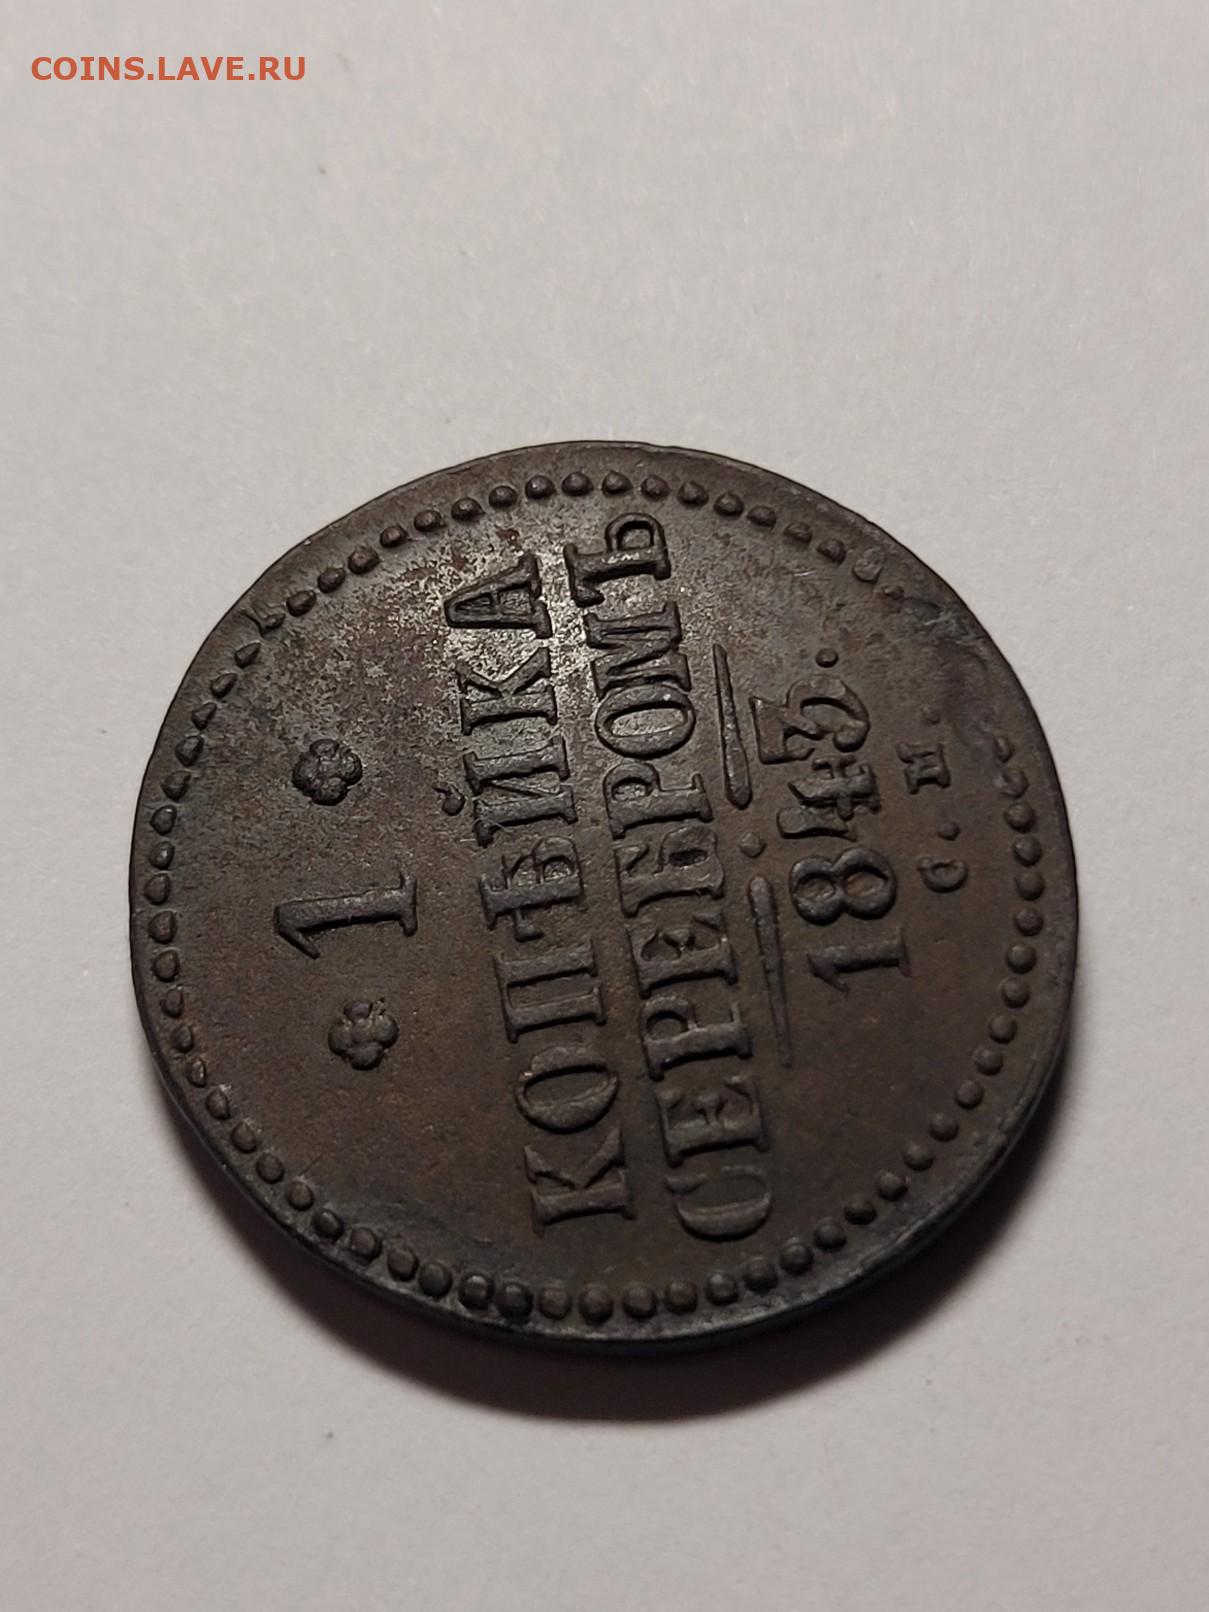 COINS.LAVE.RU
1
КОПѢЙКА
СЕРЕБРОМЪ
1843.
С. М.